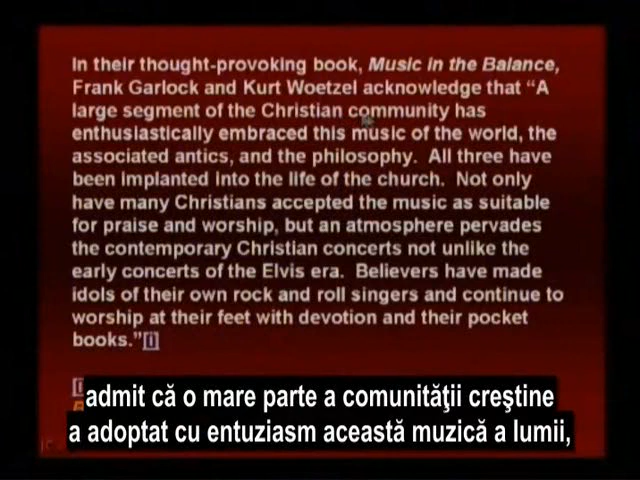 In their thought-provoking book, Music in the Balance,
Frank Garlock and Kurt Woetzel acknowledge that “A
large segment of the Christian community has
enthusiastically embraced this music of the world, the
associated antics, and the philosophy.  All three have
been implanted into the life of the church.  Not only
have many Christians accepted the music as suitable
for praise and worship, but an atmosphere pervades
the contemporary Christian concerts not unlike the
early concerts of the Elvis era.  Believers have made
idols of their own rock and roll singers and continue to
worship at their feet with devotion and their pocket
books.”[i]
admit că o mare parte a comunităţii creştine
a adoptat cu entuziasm această muzică a lumii,